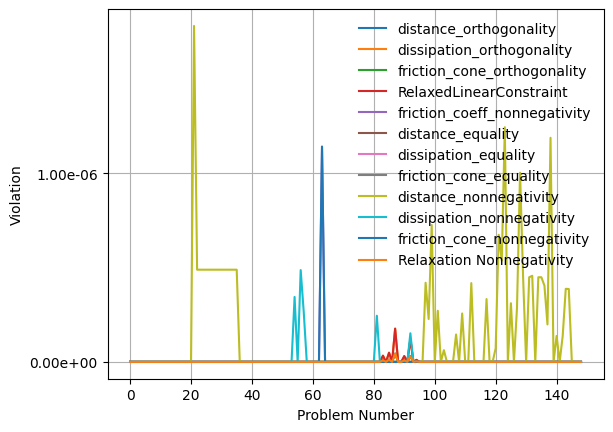 distance_orthogonality
dissipation_orthogonality
friction_cone_orthogonality
RelaxedLinearConstraint
friction_coeff_nonnegativity
distance_equality
dissipation_equality
friction_cone_equality
distance_nonnegativity
dissipation_nonnegativity
friction_cone_nonnegativity
Relaxation Nonnegativity
Violation
1.00e-06
0.00e+00
0 20 40 60 80 100 120 140
Problem Number